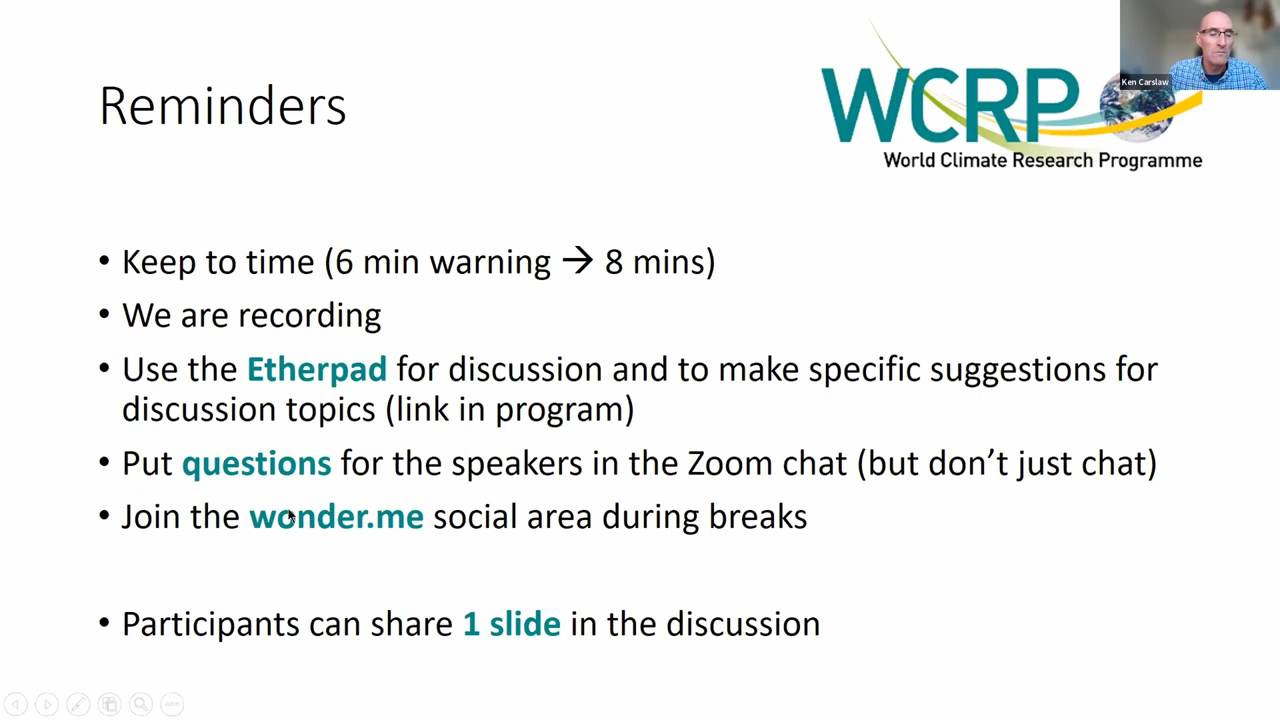 Reminders
WCRP
World Climate Research Programme
Ken Carslaw
• Keep to time (6 min warning → 8 mins)
• We are recording
• Use the Etherpad for discussion and to make specific suggestions for
discussion topics (link in program)
• Put questions for the speakers in the Zoom chat (but don’t just chat)
• Join the wonder.me social area during breaks
• Participants can share 1 slide in the discussion